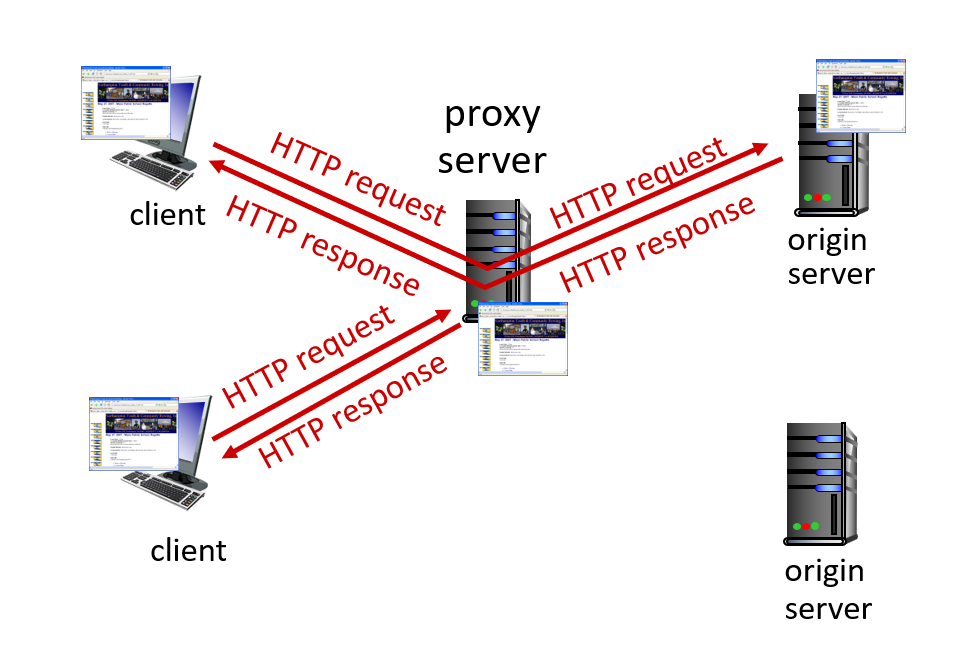 proxy
server
HTTP request
HTTP request
HTTP response
HTTP response
client
origin
server
HTTP request
HTTP response
client
origin
server